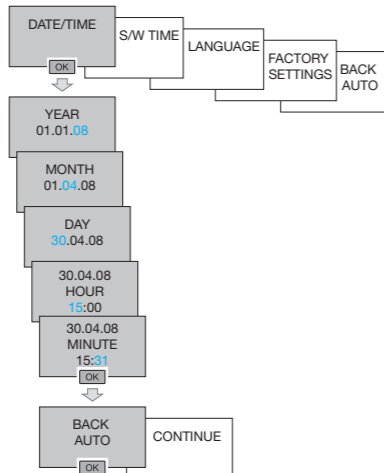 DATE/TIME
OK
S/W TIME
LANGUAGE
FACTORY
SETTINGS
BACK
AUTO
YEAR
01.01.08
MONTH
01.04.08
DAY
30.04.08
30.04.08
HOUR
15:00
30.04.08
MINUTE
15:31
OK
BACK
AUTO
OK
CONTINUE